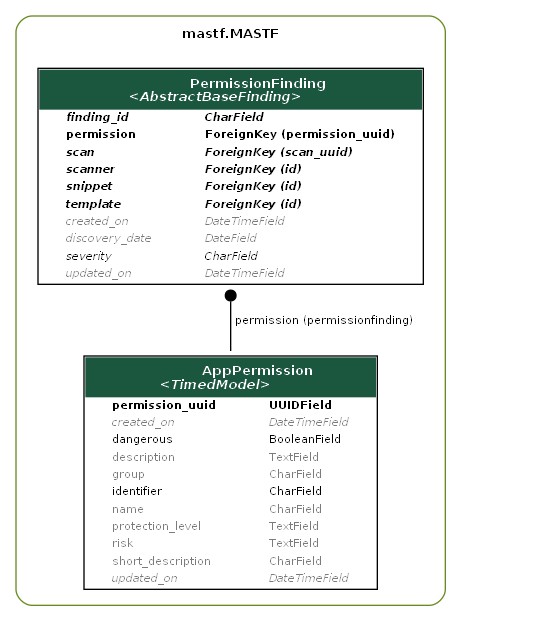 mastf.MASTF
PermissionFinding
<AbstractBaseFinding>
finding_id CharField
permission ForeignKey (permission_uuid)
scan ForeignKey (scan_uuid)
scanner ForeignKey (id)
snippet ForeignKey (id)
template ForeignKey (id)
created_on DateTimeField
discovery_date DateField
severity CharField
updated_on DateTimeField
permission (permissionfinding)
AppPermission
<TimedModel>
permission_uuid UUIDField
created_on DateTimeField
dangerous BooleanField
description TextField
group CharField
identifier CharField
name CharField
protection_level TextField
risk TextField
short_description CharField
updated_on DateTimeField